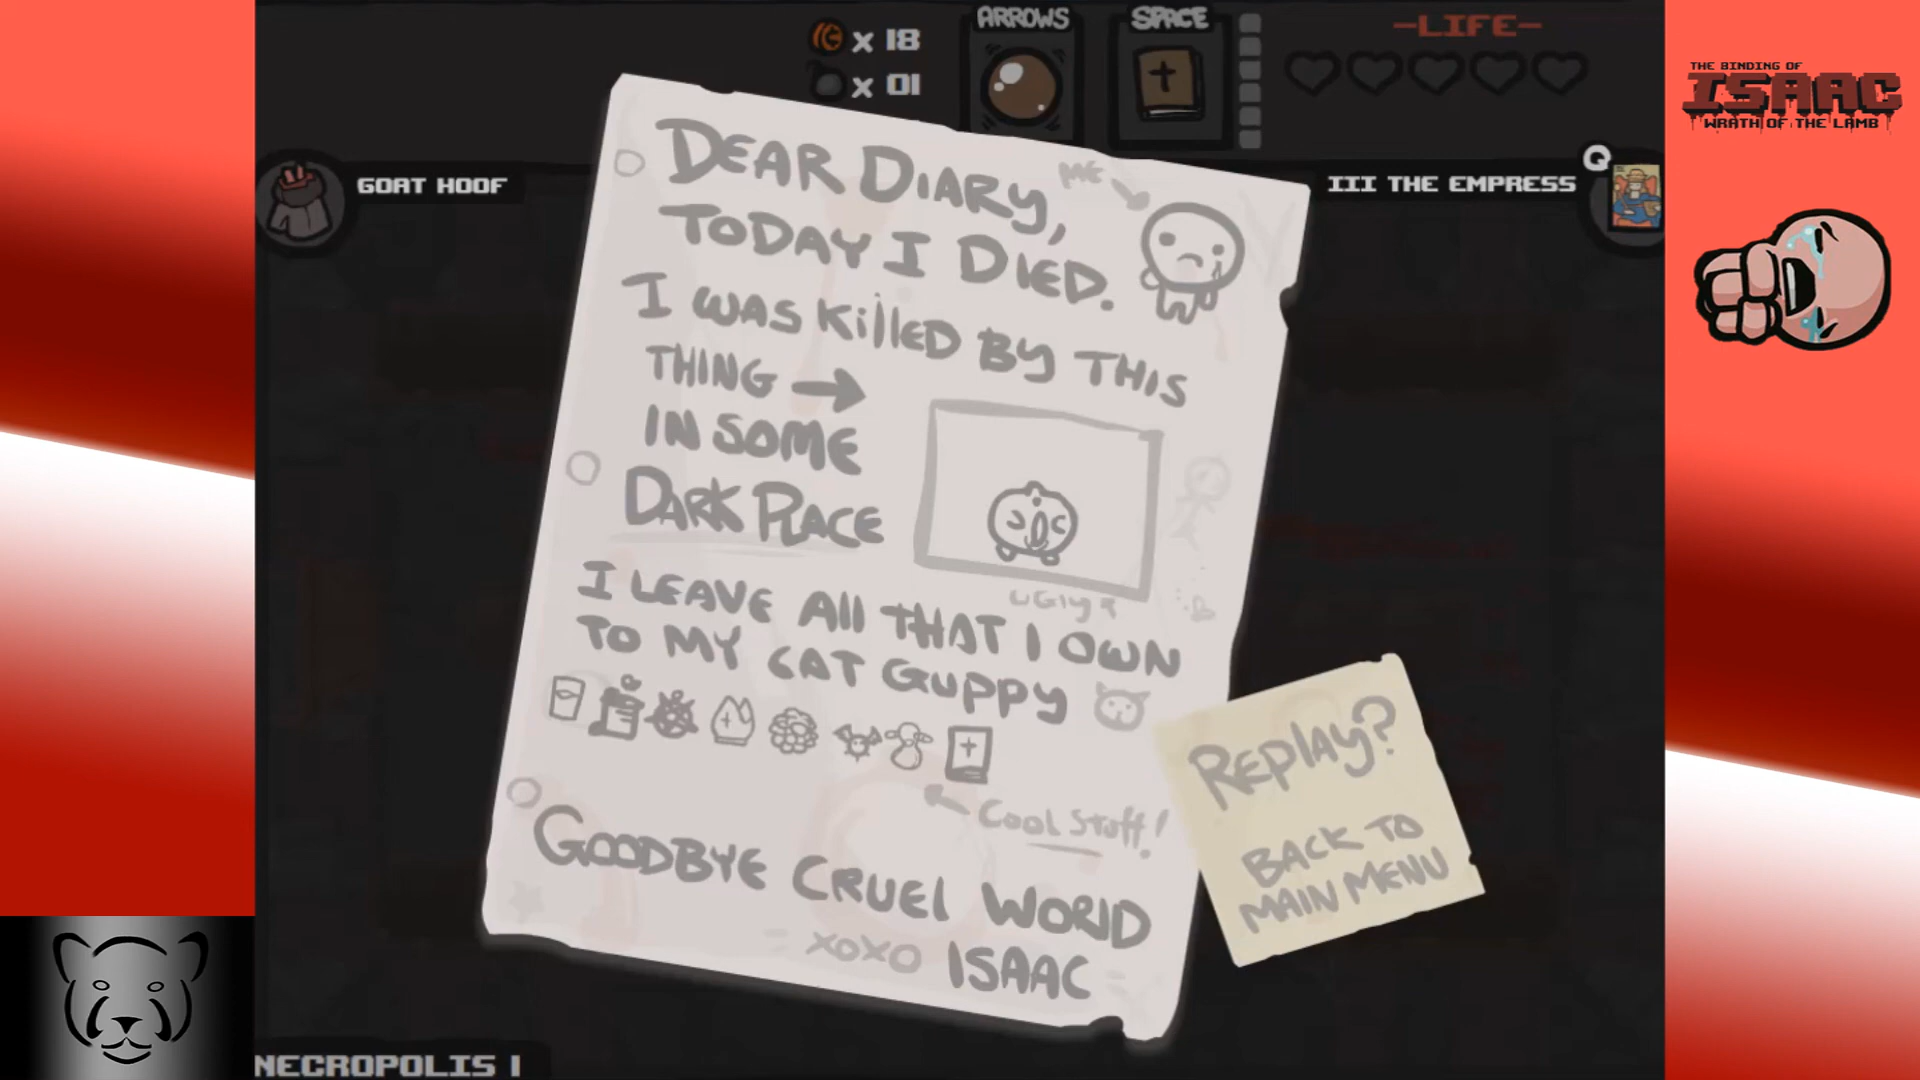 ARROWS
SPACE
-LIFE-
x 18
x 01
THE BINDING OF
ISAAC
WRATH OF THE LAMB
GOAT HOOF
Q
III THE EMPRESS
DEAR DIARY,
ME
TODAY I DIED.
I WAS KILLED BY THIS
THING →
IN SOME
DARK PLACE
UGLY
I LEAVE ALL THAT I OWN
TO MY CAT GUPPY
COOL STUFF!
GOODBYE CRUEL WORLD
XOXO ISAAC
REPLAY?
BACK TO
MAIN MENU
NECROPOLIS I